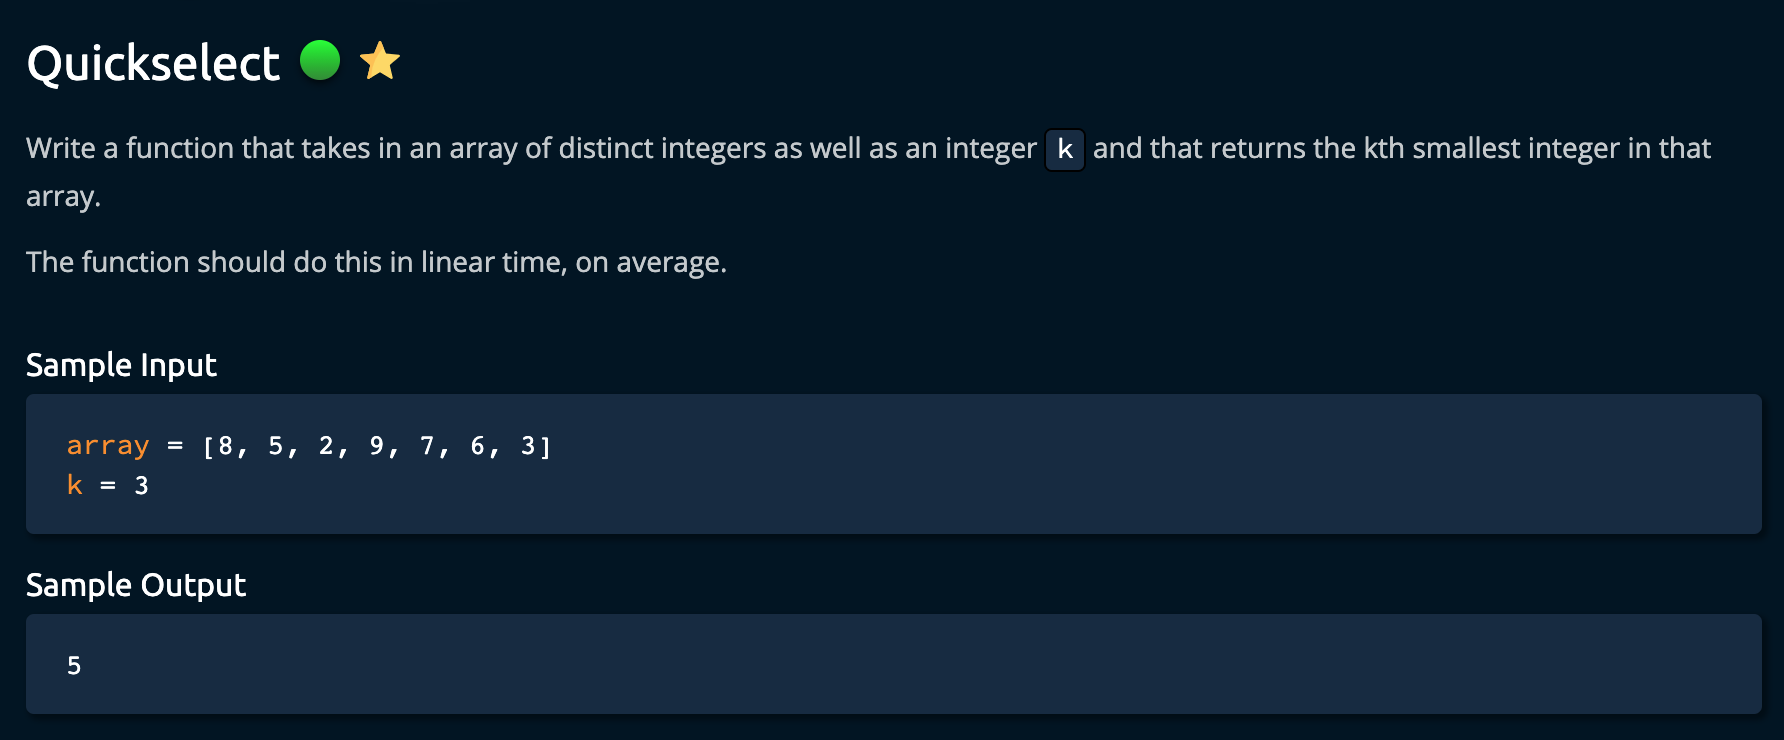 Quickselect
Write a function that takes in an array of distinct integers as well as an integer k and that returns the kth smallest integer in that
array.
The function should do this in linear time, on average.
Sample Input
array = [8, 5, 2, 9, 7, 6, 3]
k = 3
Sample Output
5